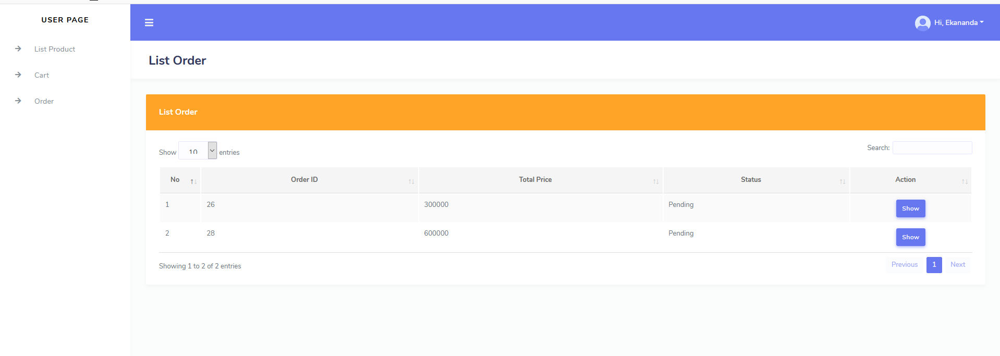 USER PAGE
Hi, Ekananda
List Product
Cart
Order
List Order
List Order
Show 10 entries
Search:
No Order ID Total Price Status Action
1 26 300000 Pending Show
2 28 600000 Pending Show
Showing 1 to 2 of 2 entries
Previous 1 Next